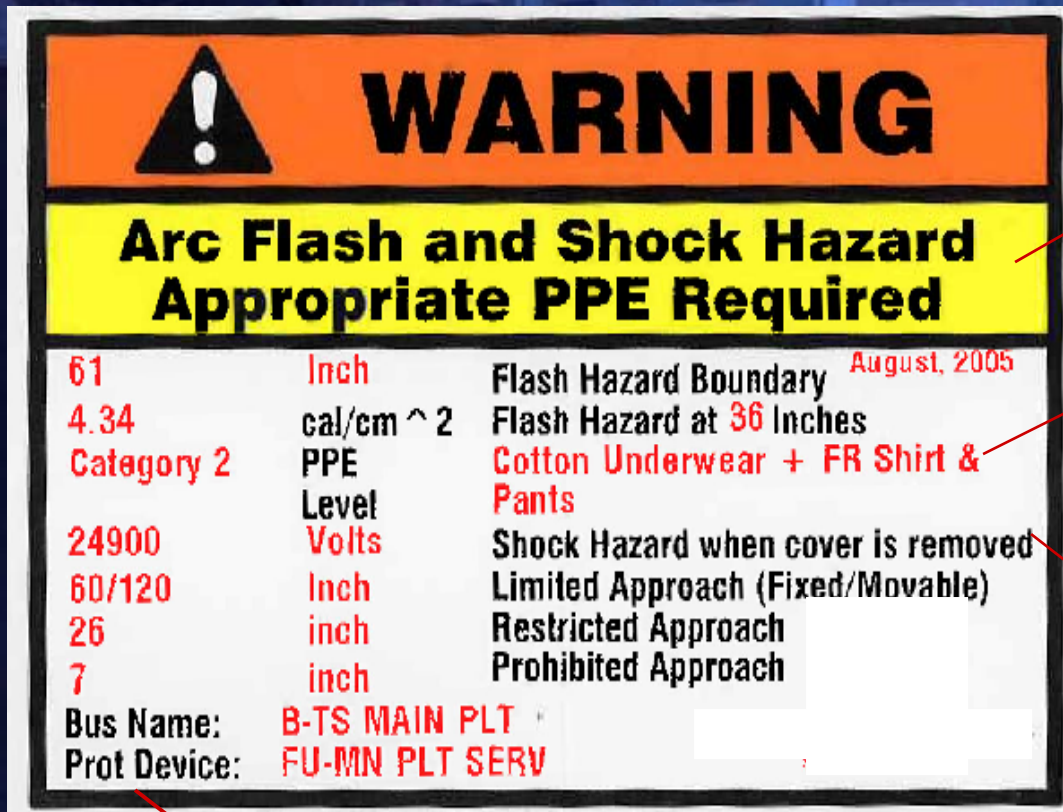 WARNING
Arc Flash and Shock Hazard
Appropriate PPE Required
61 Inch Flash Hazard Boundary August, 2005
4.34 cal/cm ^ 2 Flash Hazard at 36 Inches
Category 2 PPE Cotton Underwear + FR Shirt &
Level Pants
24900 Volts Shock Hazard when cover is removed
60/120 Inch Limited Approach (Fixed/Movable)
26 inch Restricted Approach
7 inch Prohibited Approach
Bus Name: B-TS MAIN PLT
Prot Device: FU-MN PLT SERV